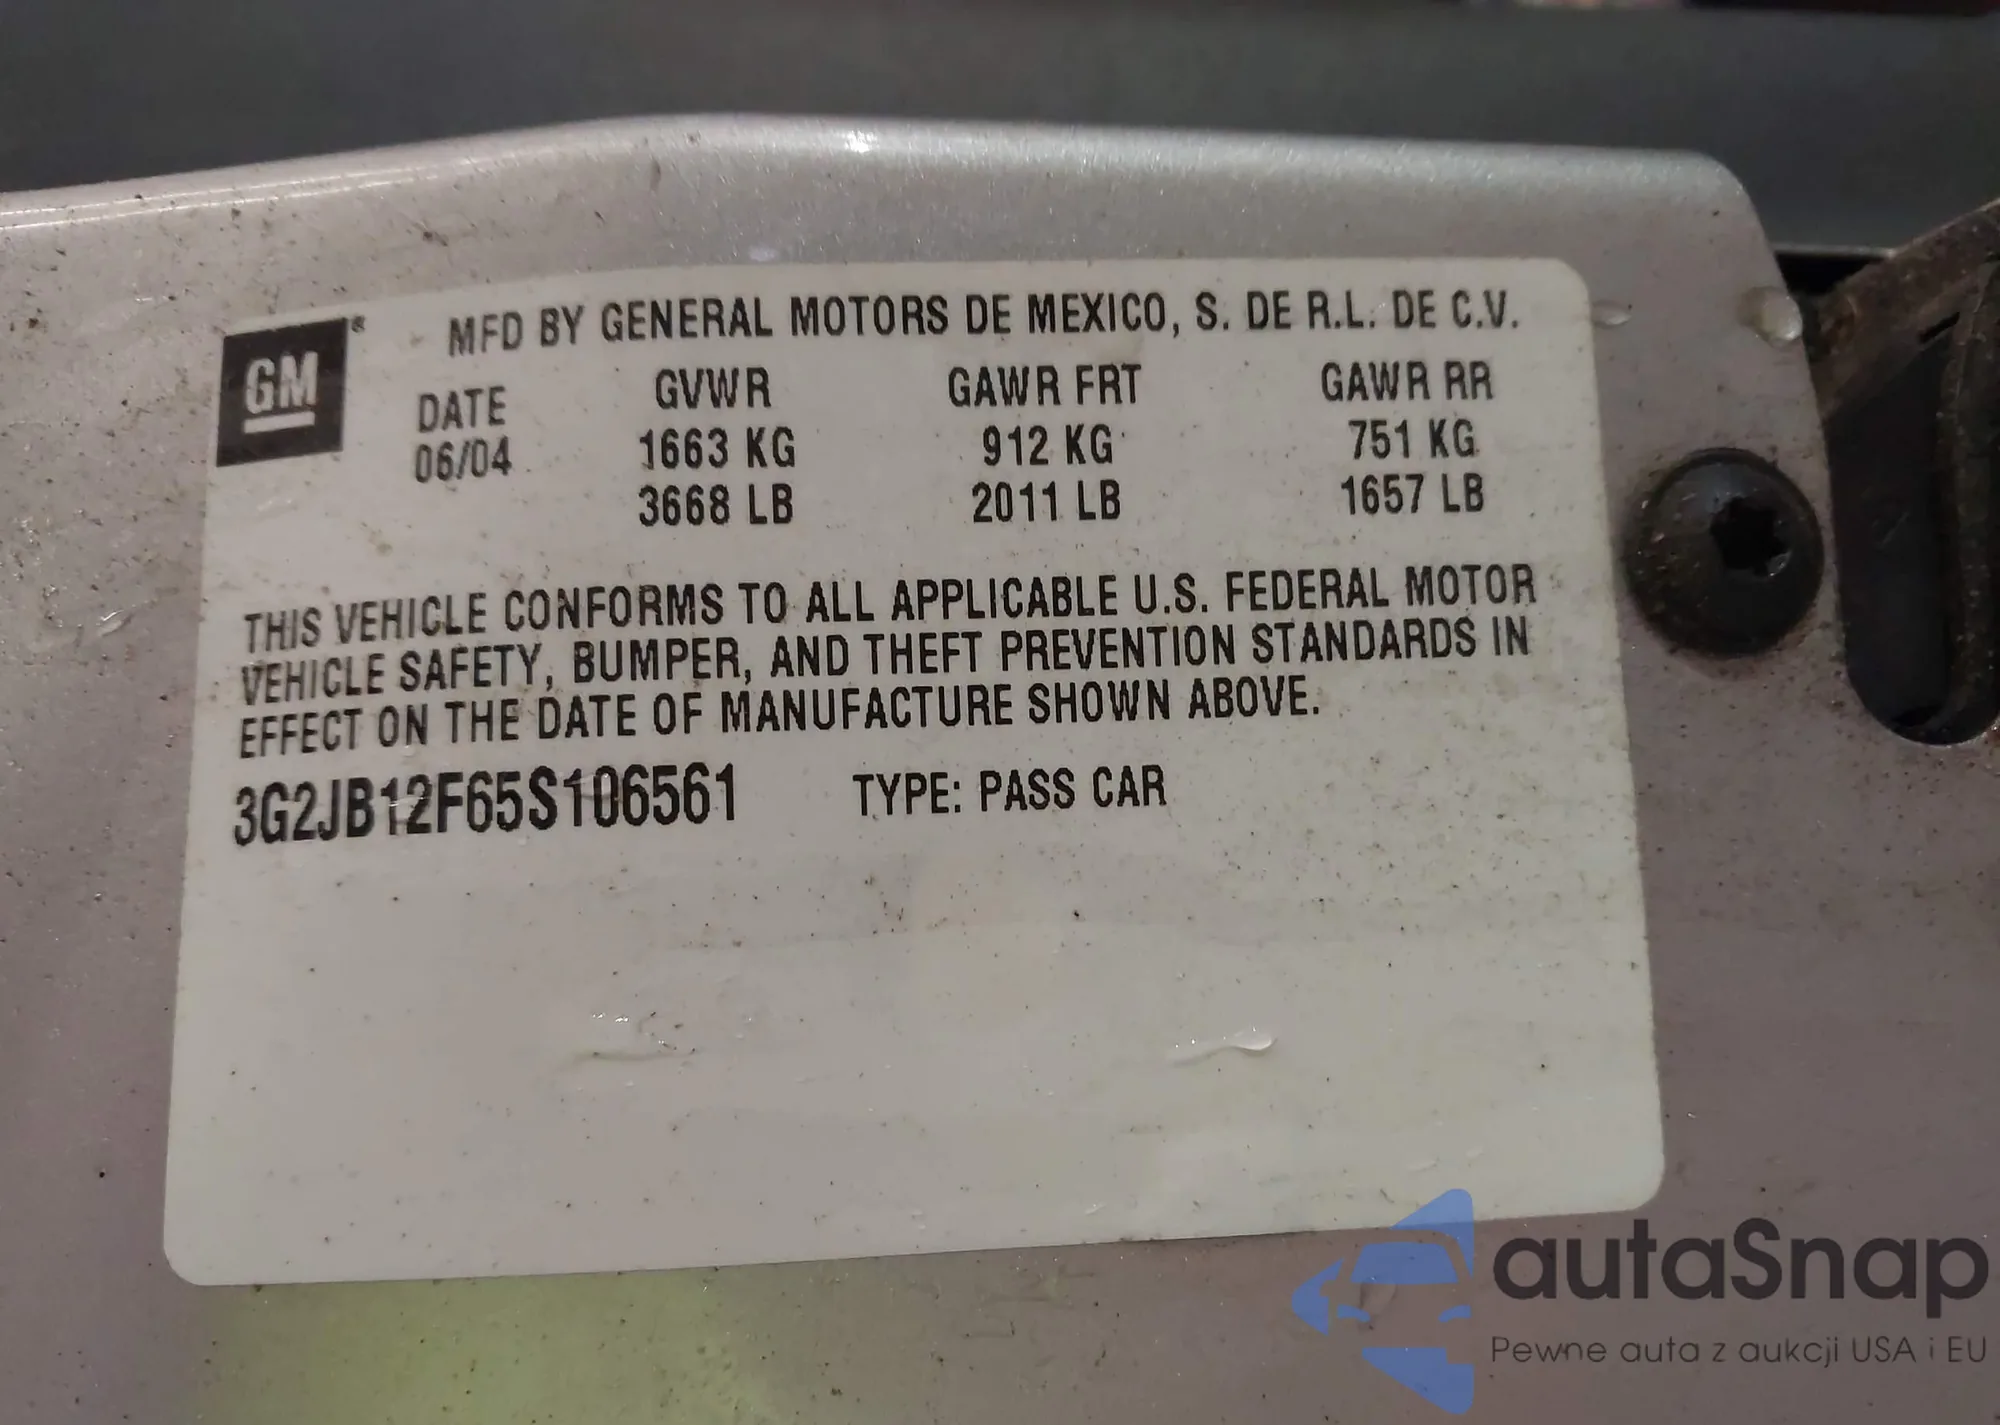 GM®
MFD BY GENERAL MOTORS DE MEXICO, S. DE R.L. DE C.V.
DATE GVWR GAWR FRT GAWR RR
06/04 1663 KG 912 KG 751 KG
3668 LB 2011 LB 1657 LB
THIS VEHICLE CONFORMS TO ALL APPLICABLE U.S. FEDERAL MOTOR
VEHICLE SAFETY, BUMPER, AND THEFT PREVENTION STANDARDS IN
EFFECT ON THE DATE OF MANUFACTURE SHOWN ABOVE.
3G2JB12F65S106561 TYPE: PASS CAR
autaSnap
Pewne auta z aukcji USA i EU